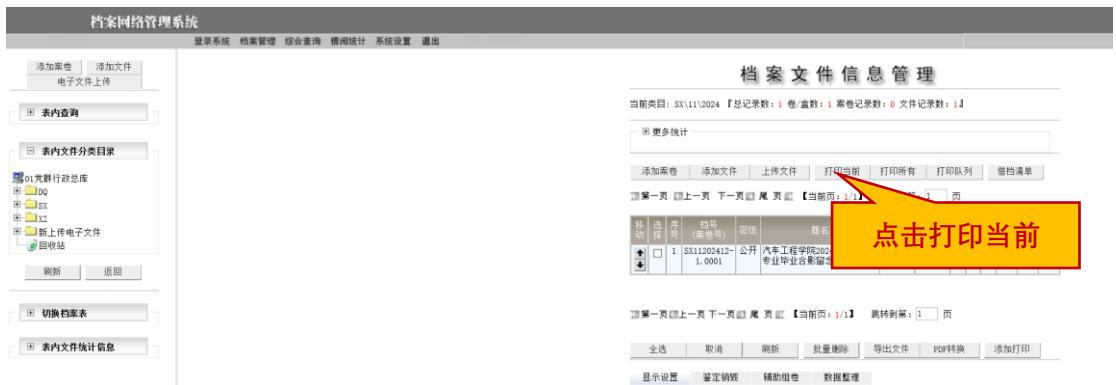 档案网络管理系统
登录系统 档案管理 综合查询 借阅统计 系统设置 退出
添加案卷 添加文件
电子文件上传
表内查询
表内文件分类目录
01党群行政总库
DQ
SX
XZ
新上传电子文件
回收站
刷新 返回
切换档案表
表内文件统计信息
档案文件信息管理
当前类目: SX\11\2024 『总记录数: 1 卷/盒数: 1 案卷记录数: 0 文件记录数: 1』
更多统计
添加案卷 添加文件 上传文件 打印当前 打印所有 打印队列 借档清单
第一页 上一页 下一页 尾 页 【当前页: 1/1】 1 页
移动 选择 序号 档号(案卷号) 密级 题名
1 SX11202412-1.0001 公开 汽车工程学院202
专业毕业合影留念
点击打印当前
第一页 上一页 下一页 尾 页 【当前页: 1/1】 跳转到第: 1 页
全选 取消 刷新 批量删除 导出文件 PDF转换 添加打印
显示设置 鉴定销毁 辅助组卷 数据整理